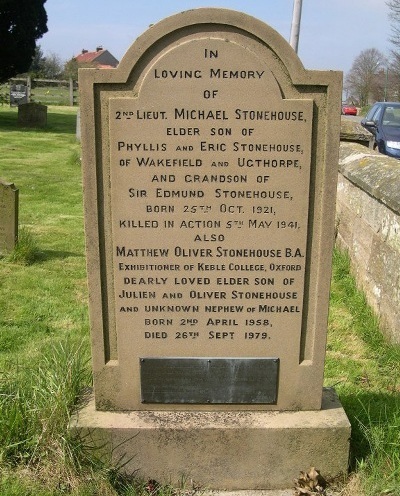 IN
LOVING MEMORY
OF
2ND LIEUT. MICHAEL STONEHOUSE,
ELDER SON OF
PHYLLIS AND ERIC STONEHOUSE,
OF WAKEFIELD AND UGTHORPE,
AND GRANDSON OF
SIR EDMUND STONEHOUSE,
BORN 25TH OCT. 1921,
KILLED IN ACTION 5TH MAY 1941.
ALSO
MATTHEW OLIVER STONEHOUSE B.A.
EXHIBITIONER OF KEBLE COLLEGE, OXFORD
DEARLY LOVED ELDER SON OF
JULIEN AND OLIVER STONEHOUSE
AND UNKNOWN NEPHEW OF MICHAEL
BORN 2ND APRIL 1958,
DIED 26TH SEPT 1979.